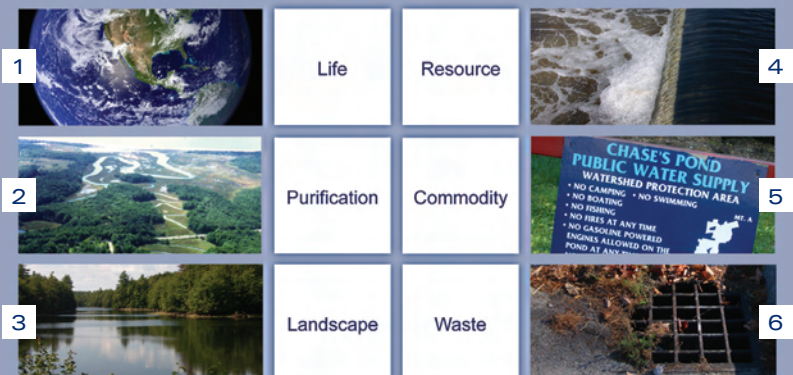 1
Life
Resource
4
2
Purification
Commodity
CHASE'S POND
PUBLIC WATER SUPPLY
WATERSHED PROTECTION AREA
• NO CAMPING • NO SWIMMING
• NO BOATING
• NO FISHING
• NO FIRES AT ANY TIME
• NO GASOLINE POWERED
ENGINES ALLOWED ON THE
POND AT ANY
MT. A
5
3
Landscape
Waste
6